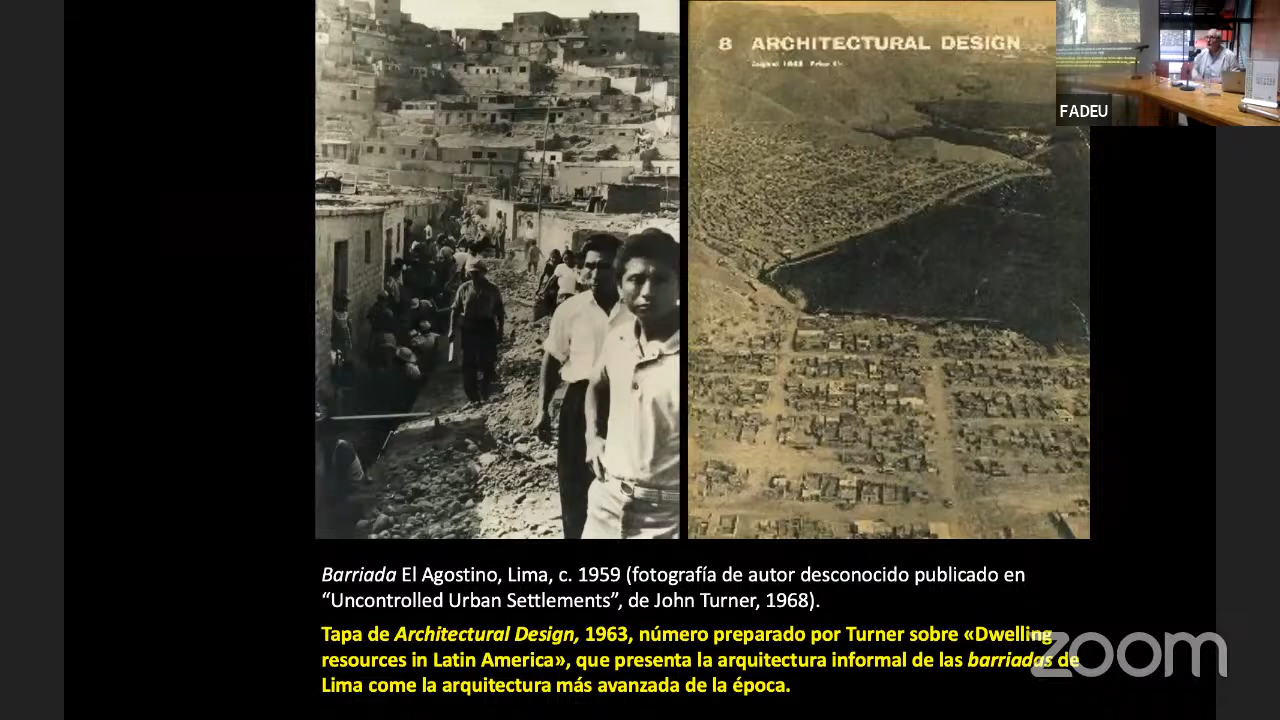 8 ARCHITECTURAL DESIGN
FADEU
Barriada El Agostino, Lima, c. 1959 (fotografía de autor desconocido publicado en
“Uncontrolled Urban Settlements”, de John Turner, 1968).
Tapa de Architectural Design, 1963, número preparado por Turner sobre «Dwelling
resources in Latin America», que presenta la arquitectura informal de las barriadas de
Lima come la arquitectura más avanzada de la época.
zoom